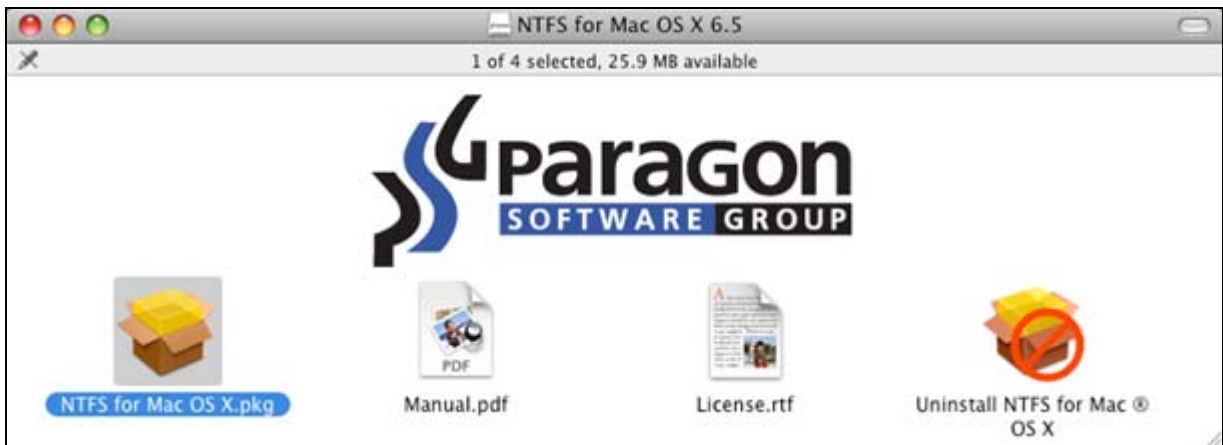 NTFS for Mac OS X 6.5
1 of 4 selected, 25.9 MB available
Paragon
SOFTWARE GROUP
NTFS for Mac OS X.pkg
PDF
Manual.pdf
License.rtf
Uninstall NTFS for Mac ®
OS X